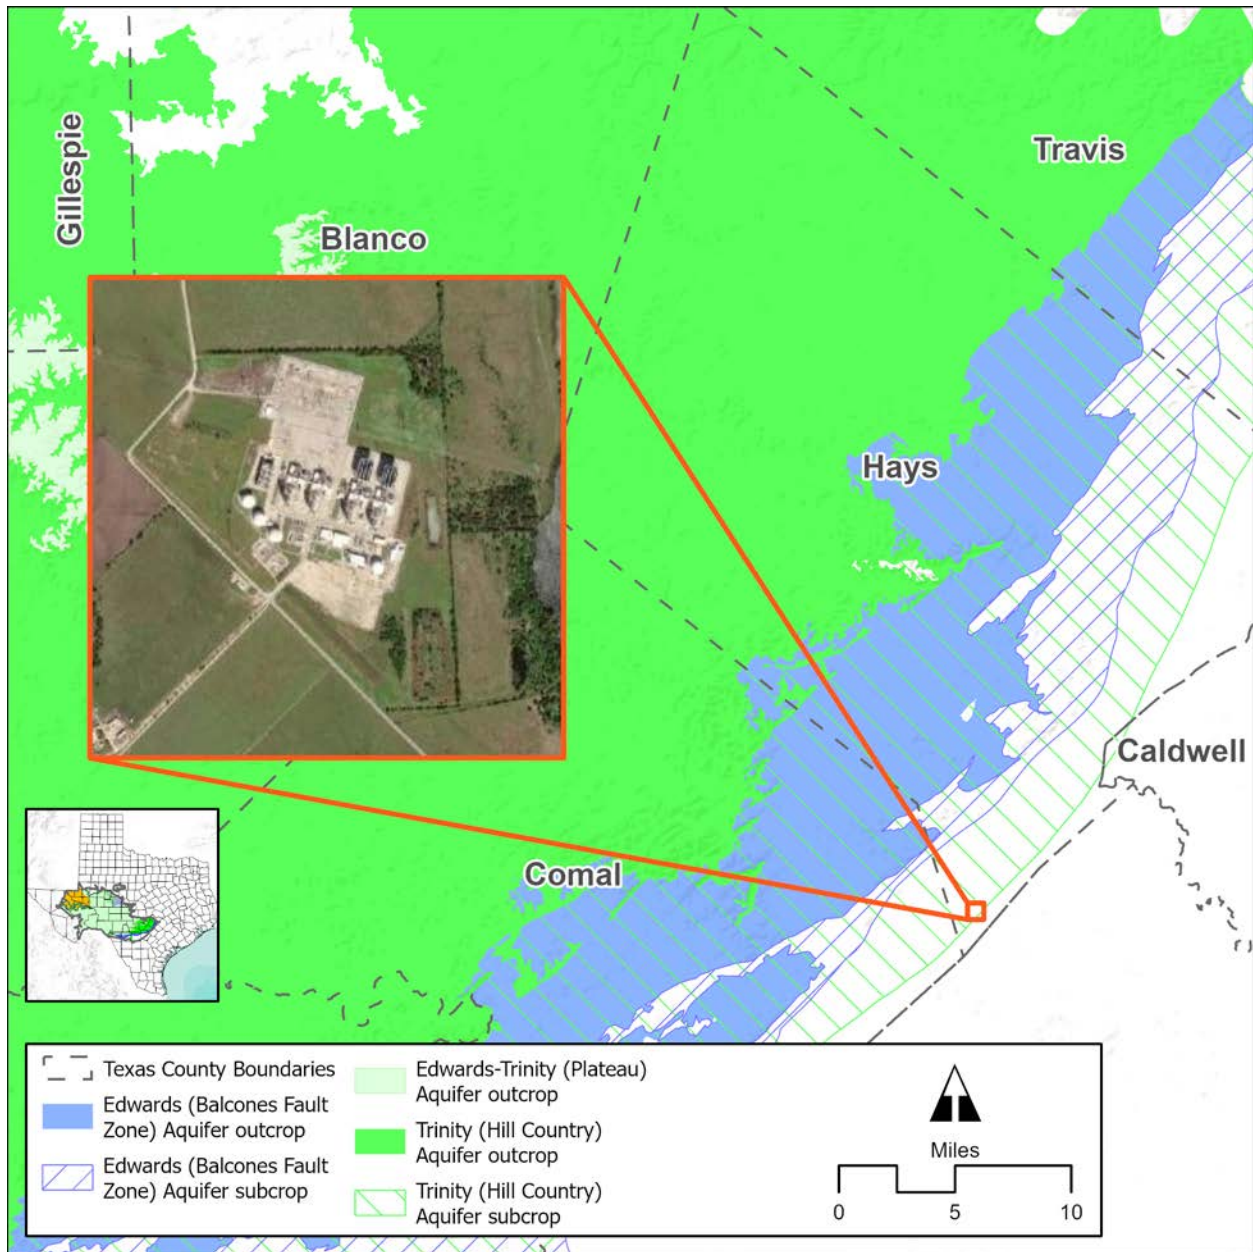 Gillespie
Travis
Blanco
Hays
Caldwell
Comal
Texas County Boundaries
Edwards (Balcones Fault
Zone) Aquifer outcrop
Edwards (Balcones Fault
Zone) Aquifer subcrop
Edwards-Trinity (Plateau)
Aquifer outcrop
Trinity (Hill Country)
Aquifer outcrop
Trinity (Hill Country)
Aquifer subcrop
Miles
0 5 10